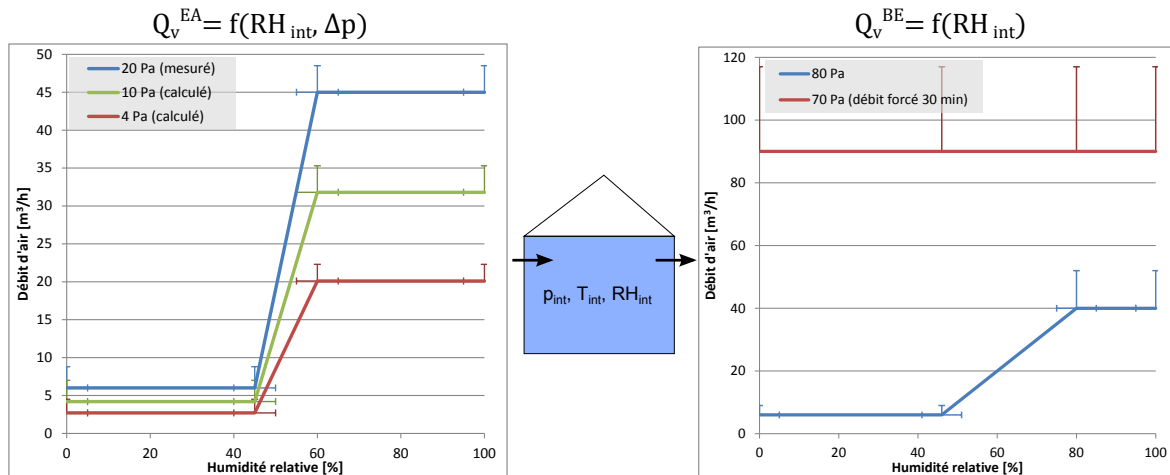 Q_v^EA = f(RH_int, Δp)
50
45
40
35
30
25
20
15
10
5
0
Débit d'air [m³/h]
20 Pa (mesuré)
10 Pa (calculé)
4 Pa (calculé)
0 20 40 60 80 100
Humidité relative [%]
p_int, T_int, RH_int
Q_v^BE = f(RH_int)
120
100
80
60
40
20
0
Débit d'air [m³/h]
80 Pa
70 Pa (débit forcé 30 min)
0 20 40 60 80 100
Humidité relative [%]